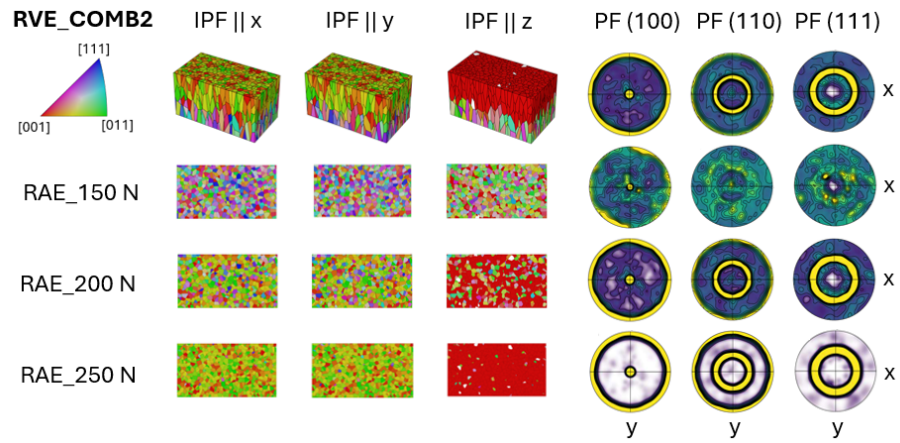 RVE_COMB2 IPF || x IPF || y IPF || z PF (100) PF (110) PF (111)
[111]
[001] [011]
x
RAE_150 N x
RAE_200 N x
RAE_250 N x
y y y